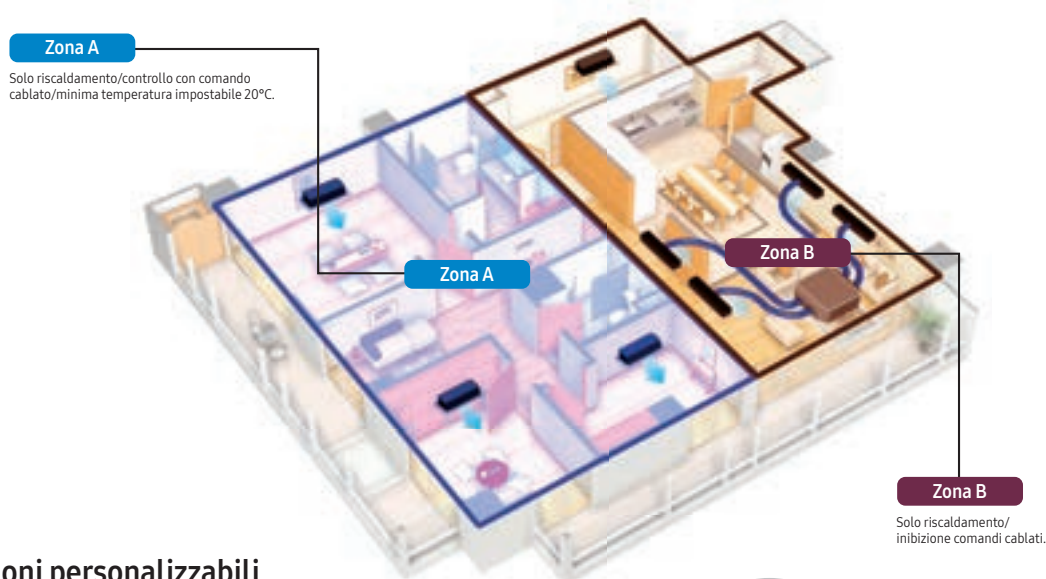 Zona A
Solo riscaldamento/controllo con comando
cablato/minima temperatura impostabile 20°C.
Zona A
Zona B
Zona B
Solo riscaldamento/
inibizione comandi cablati.
personalizzabili